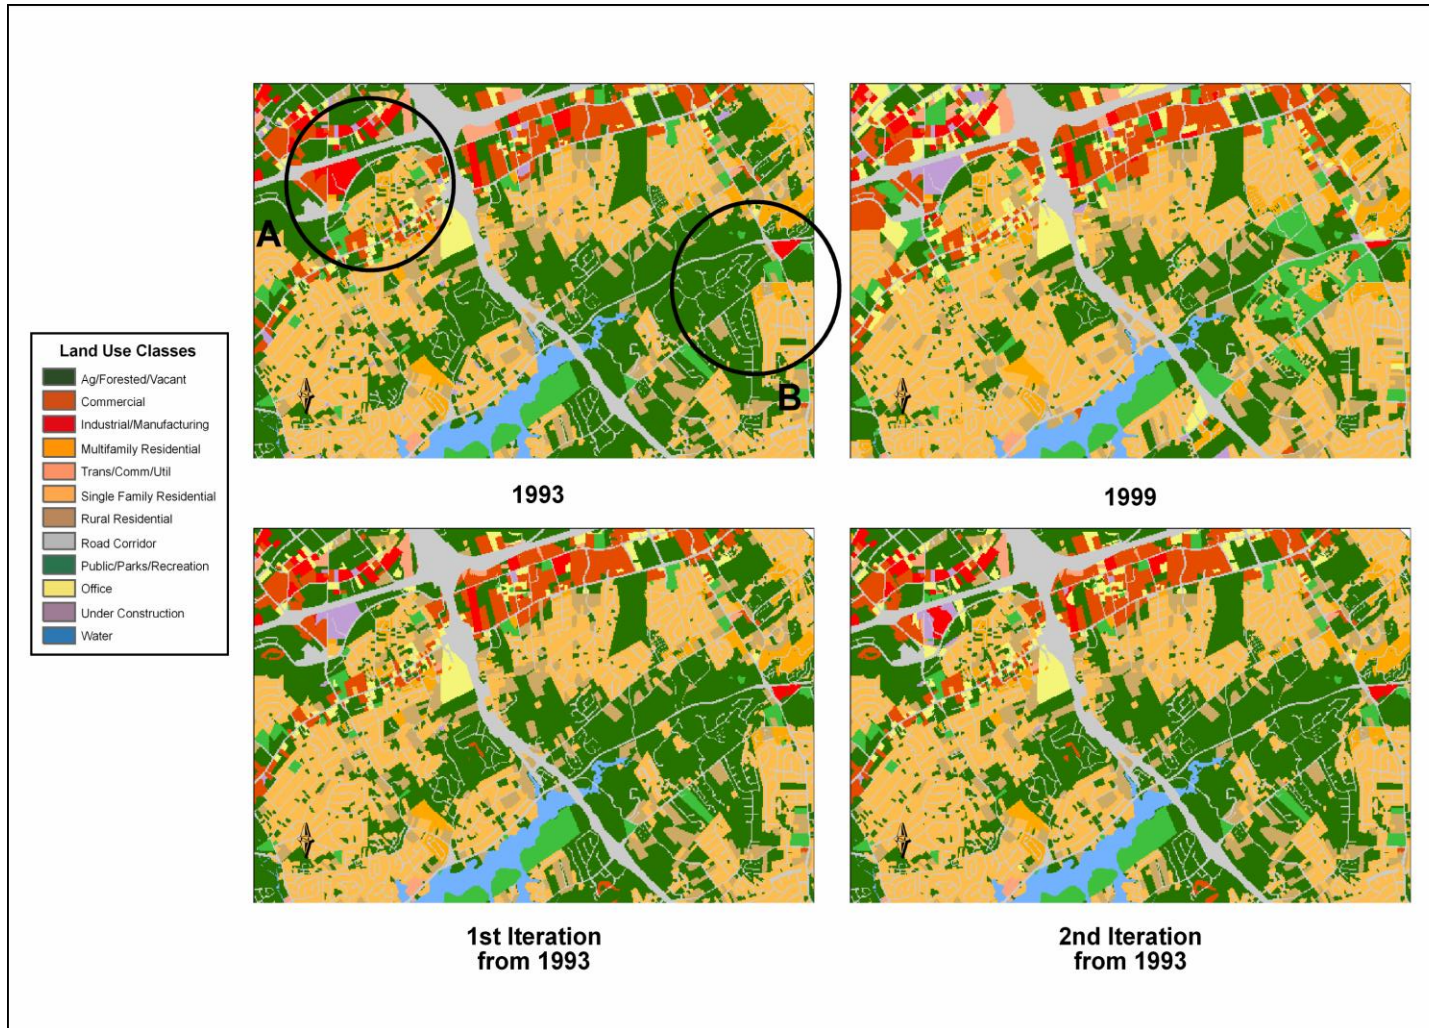 A
B
1993
1999
Land Use Classes
Ag/Forested/Vacant
Commercial
Industrial/Manufacturing
Multifamily Residential
Trans/Comm/Util
Single Family Residential
Rural Residential
Road Corridor
Public/Parks/Recreation
Office
Under Construction
Water
1st Iteration
from 1993
2nd Iteration
from 1993